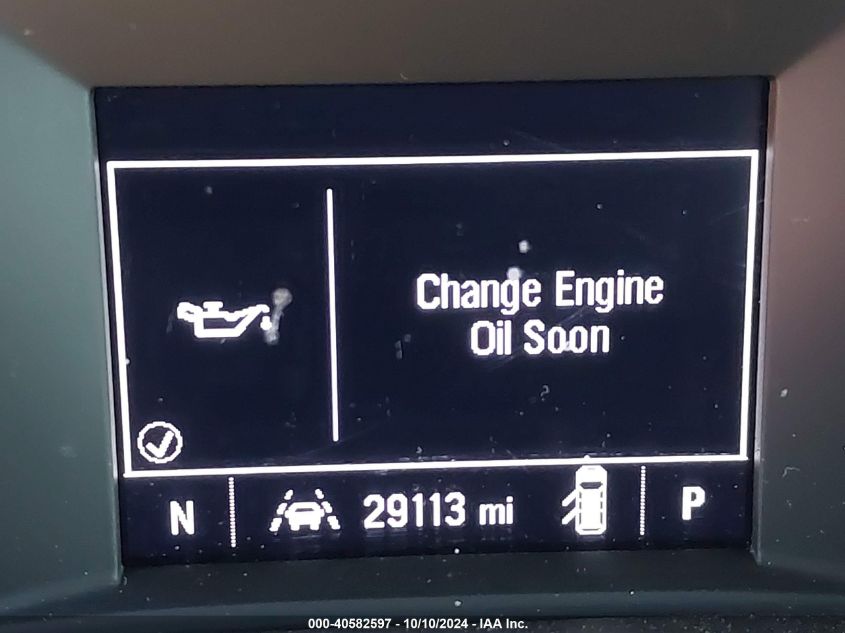 Change Engine
Oil Soon
N
29113 mi
P
000-40582597 - 10/10/2024 - IAA Inc.